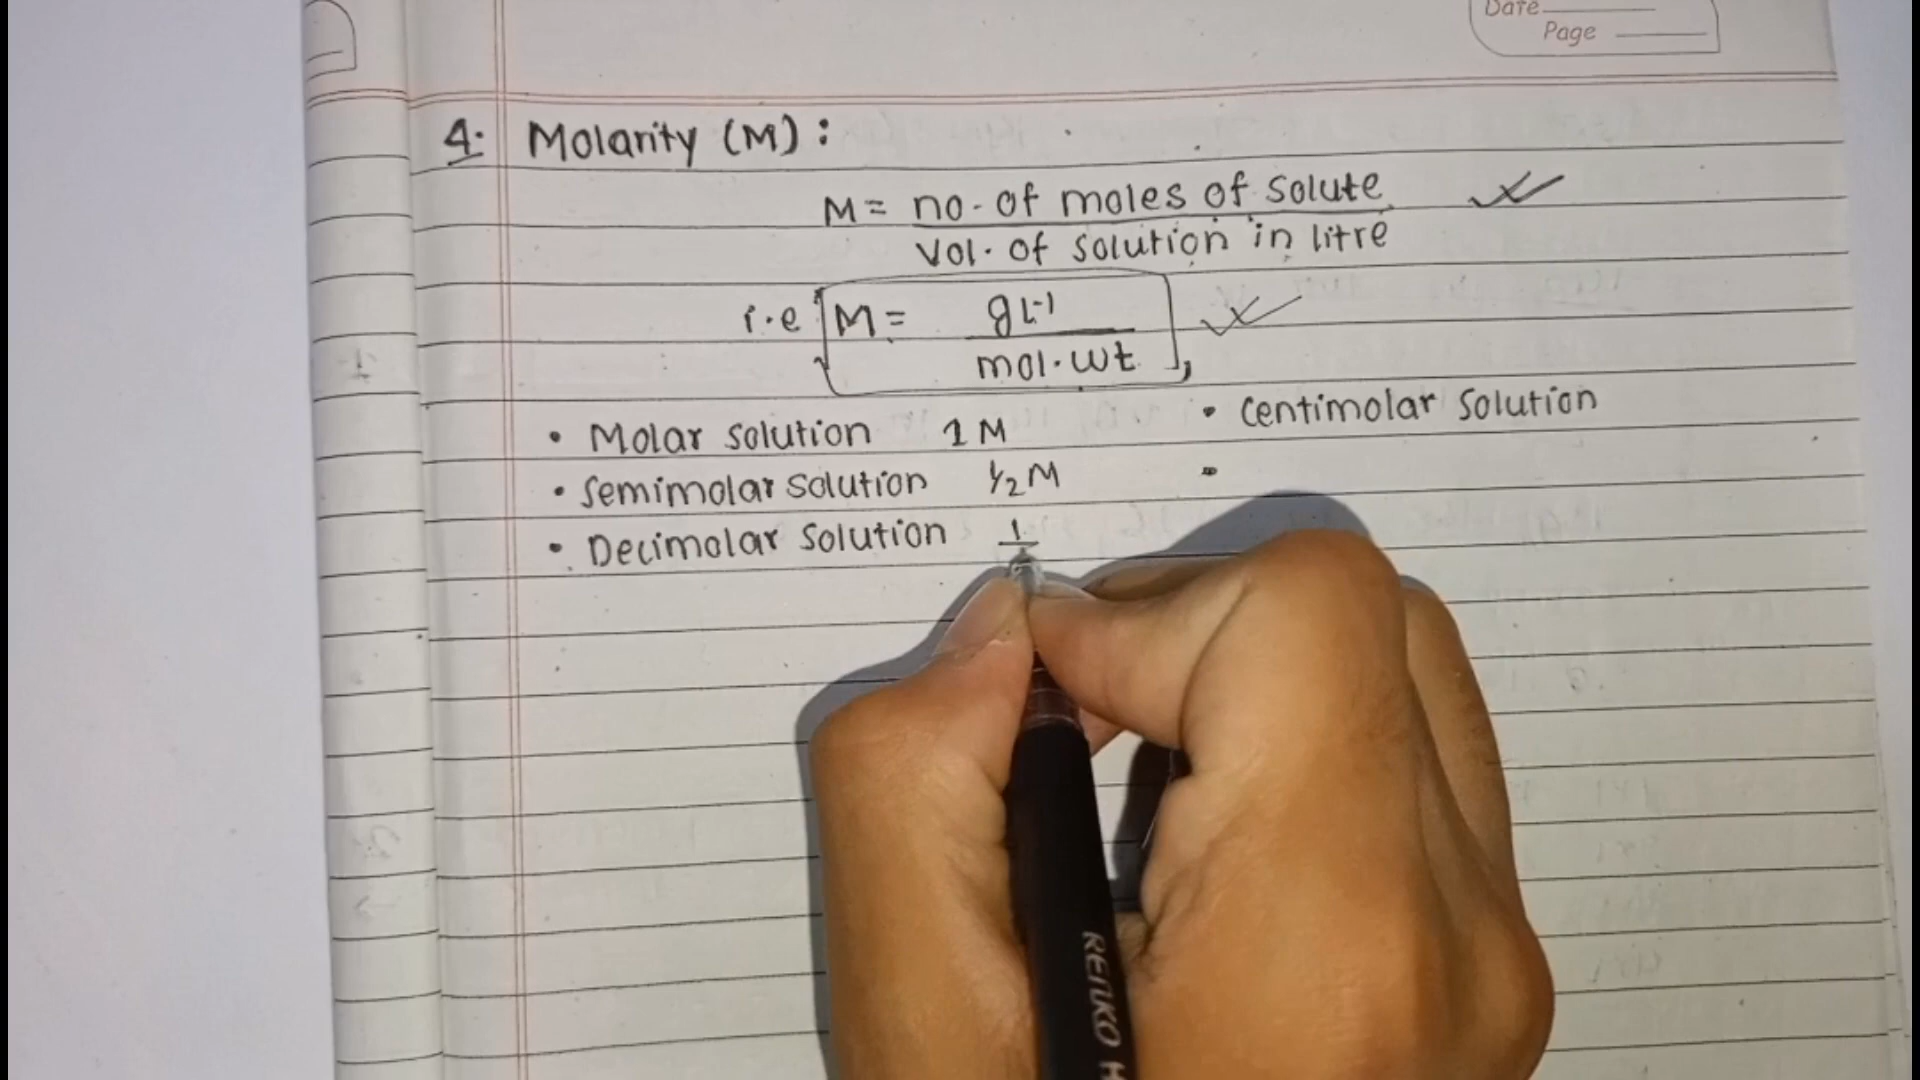 Date
Page
4. Molarity (M) :
M = no. of moles of solute
Vol. of solution in litre
i.e M = gL-1
mol. wt ,
• Molar solution 1 M
• Semimolar solution 1/2 M
• Decimolar solution 1
• Centimolar solution
•
REnKO H